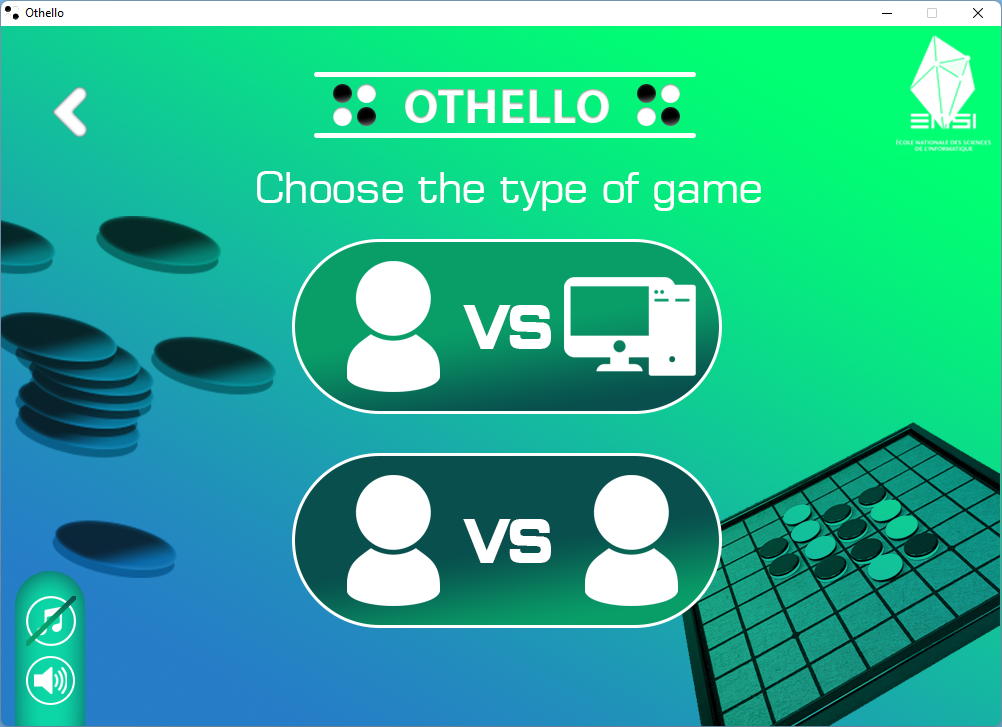 Othello
OTHELLO
ENSI
ÉCOLE NATIONALE DES SCIENCES
DE L'INFORMATIQUE
Choose the type of game
VS
VS